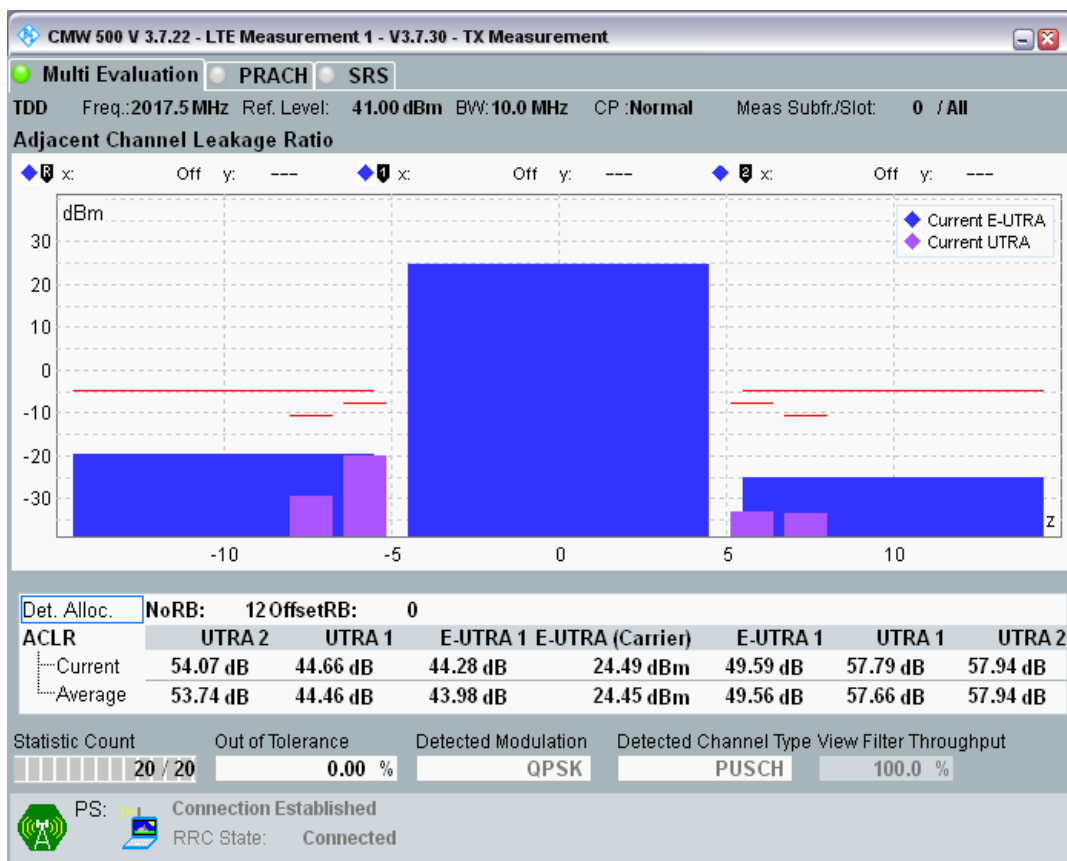 CMW 500 V 3.7.22 - LTE Measurement 1 - V3.7.30 - TX Measurement
Multi Evaluation PRACH SRS
TDD Freq.:2017.5 MHz Ref. Level: 41.00 dBm BW:10.0 MHz CP :Normal Meas Subfr./Slot: 0 / All
Adjacent Channel Leakage Ratio
R x: Off y: --- 1 x: Off y: --- 2 x: Off y: ---
dBm
Current E-UTRA
Current UTRA
30
20
10
0
-10
-20
-30
z
-10 -5 0 5 10
Det. Alloc. NoRB: 12 OffsetRB: 0
ACLR UTRA 2 UTRA 1 E-UTRA 1 E-UTRA (Carrier) E-UTRA 1 UTRA 1 UTRA 2
Current 54.07 dB 44.66 dB 44.28 dB 24.49 dBm 49.59 dB 57.79 dB 57.94 dB
Average 53.74 dB 44.46 dB 43.98 dB 24.45 dBm 49.56 dB 57.66 dB 57.94 dB
Statistic Count Out of Tolerance Detected Modulation Detected Channel Type View Filter Throughput
20 / 20 0.00 % QPSK PUSCH 100.0 %
PS: Connection Established
RRC State: Connected